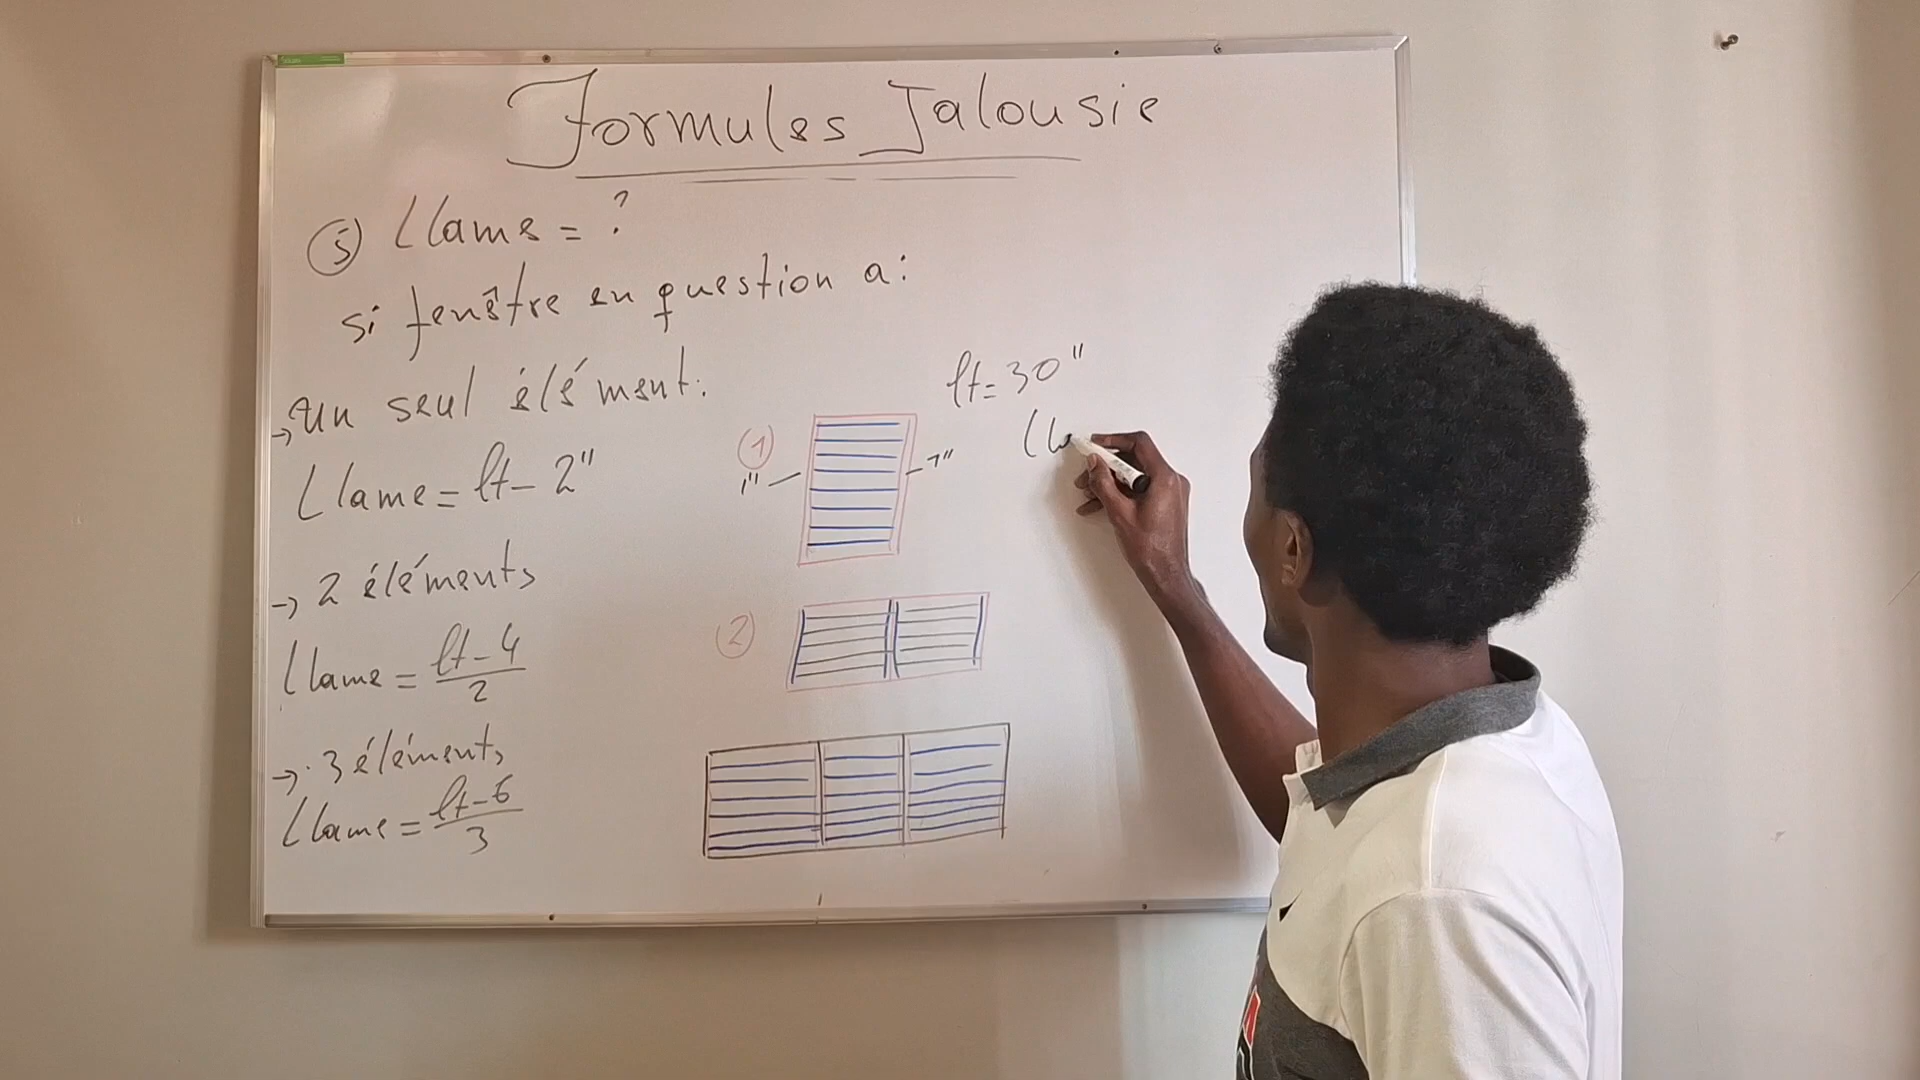 Formules Jalousie
5 Llame = ?
si fenêtre en question a:
→ Un seul élément:
Llame = lt - 2"
→ 2 éléments
Llame = lt - 4 / 2
→ 3 éléments
Llame = lt - 6 / 3
1
1"
1"
2
lt = 30"